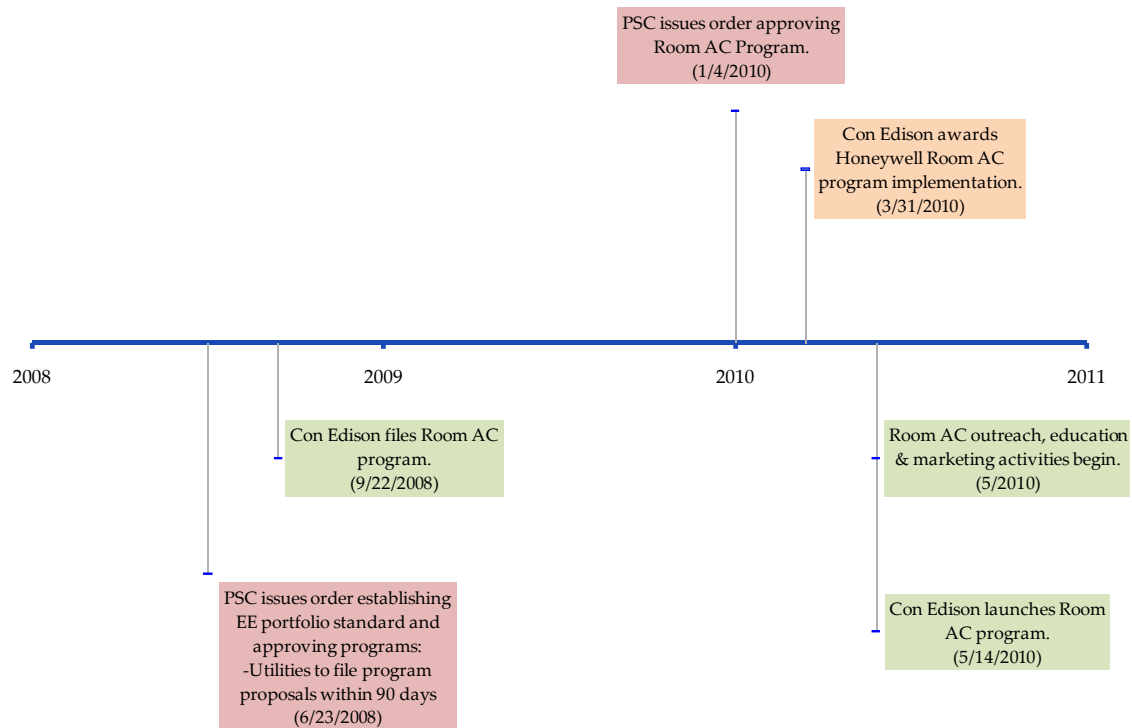 PSC issues order approving
Room AC Program.
(1/4/2010)
Con Edison awards
Honeywell Room AC
program implementation.
(3/31/2010)
2008
2009
2010
2011
Con Edison files Room AC
program.
(9/22/2008)
Room AC outreach, education
& marketing activities begin.
(5/2010)
PSC issues order establishing
EE portfolio standard and
approving programs:
-Utilities to file program
proposals within 90 days
(6/23/2008)
Con Edison launches Room
AC program.
(5/14/2010)